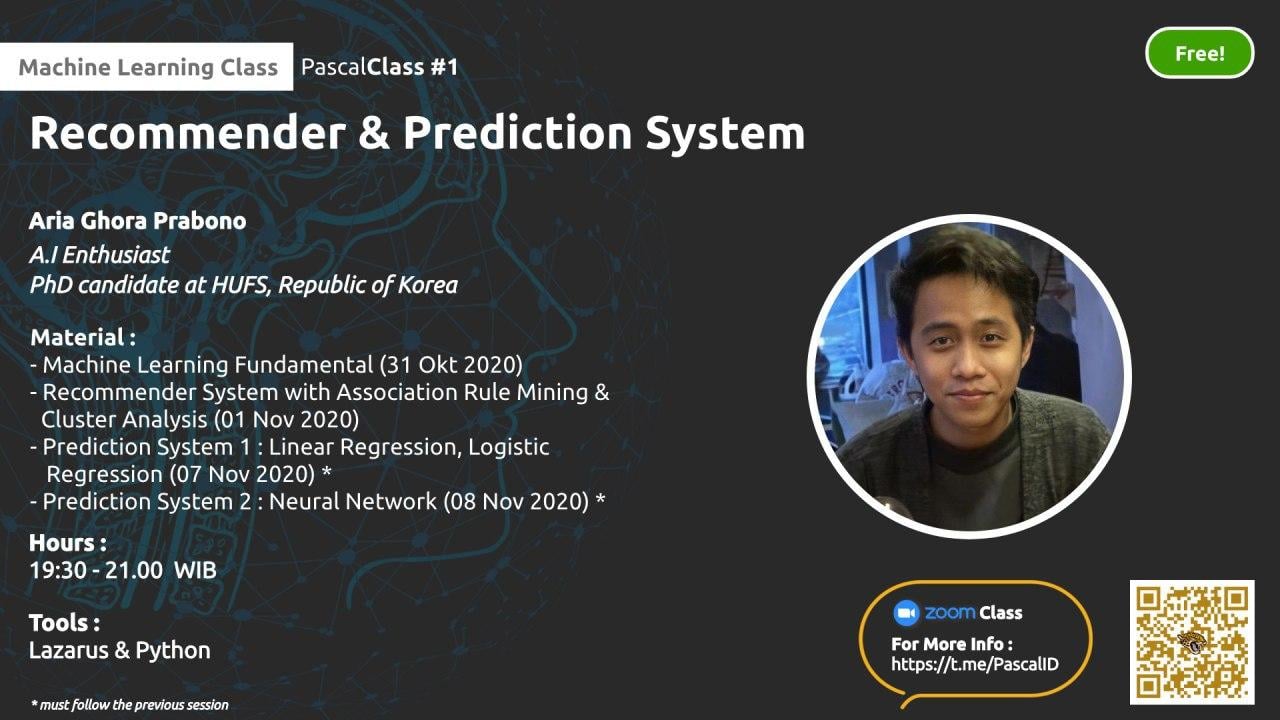 Machine Learning Class PascalClass #1
Free!
Recommender & Prediction System
Aria Ghora Prabono
A.I Enthusiast
PhD candidate at HUFS, Republic of Korea
Material :
- Machine Learning Fundamental (31 Okt 2020)
- Recommender System with Association Rule Mining &
Cluster Analysis (01 Nov 2020)
- Prediction System 1 : Linear Regression, Logistic
Regression (07 Nov 2020) *
- Prediction System 2 : Neural Network (08 Nov 2020) *
Hours :
19:30 - 21.00 WIB
Tools :
Lazarus & Python
* must follow the previous session
zoom Class
For More Info :
https://t.me/PascalID